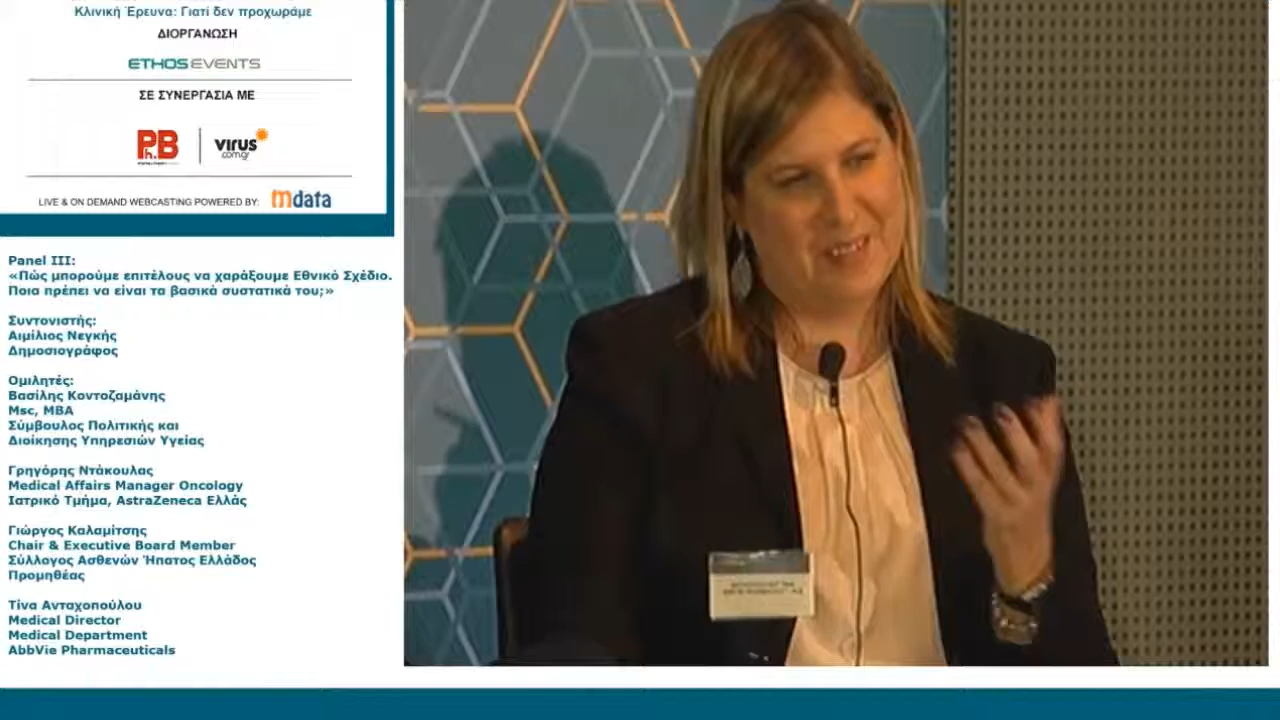 Κλινική Έρευνα: Γιατί δεν προχωράμε
ΔΙΟΡΓΑΝΩΣΗ
ETHOS EVENTS
ΣΕ ΣΥΝΕΡΓΑΣΙΑ ΜΕ
Ph.B
VIRUS
.com.gr
LIVE & ON DEMAND WEBCASTING POWERED BY: mdata
Panel III:
«Πώς μπορούμε επιτέλους να χαράξουμε Εθνικό Σχέδιο.
Ποια πρέπει να είναι τα βασικά συστατικά του;»
Συντονιστής:
Αιμίλιος Νεγκής
Δημοσιογράφος
Ομιλητές:
Βασίλης Κοντοζαμάνης
Msc, MBA
Σύμβουλος Πολιτικής και
Διοίκησης Υπηρεσιών Υγείας
Γρηγόρης Ντάκουλας
Medical Affairs Manager Oncology
Ιατρικό Τμήμα, AstraZeneca Ελλάς
Γιώργος Καλαμίτσης
Chair & Executive Board Member
Σύλλογος Ασθενών Ήπατος Ελλάδος
Προμηθέας
Τίνα Ανταχοπούλου
Medical Director
Medical Department
AbbVie Pharmaceuticals